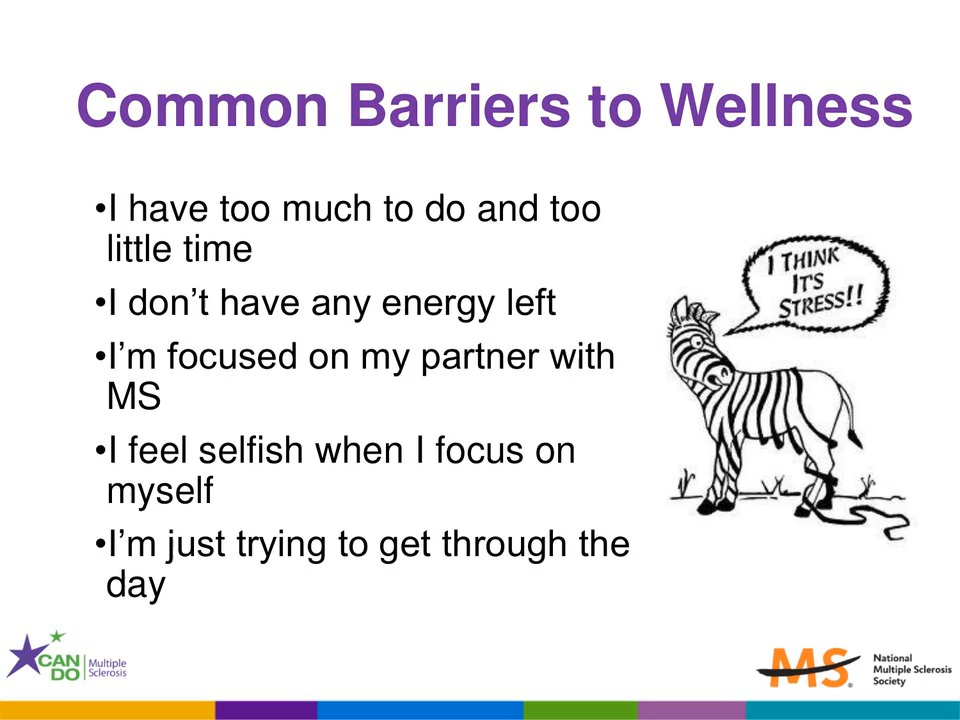 Common Barriers to Wellness
•I have too much to do and too
little time
•I don’t have any energy left
•I’m focused on my partner with
MS
•I feel selfish when I focus on
myself
•I’m just trying to get through the
day
I THINK
IT'S
STRESS!!
CAN
DO
Multiple
Sclerosis
MS®
National
Multiple Sclerosis
Society